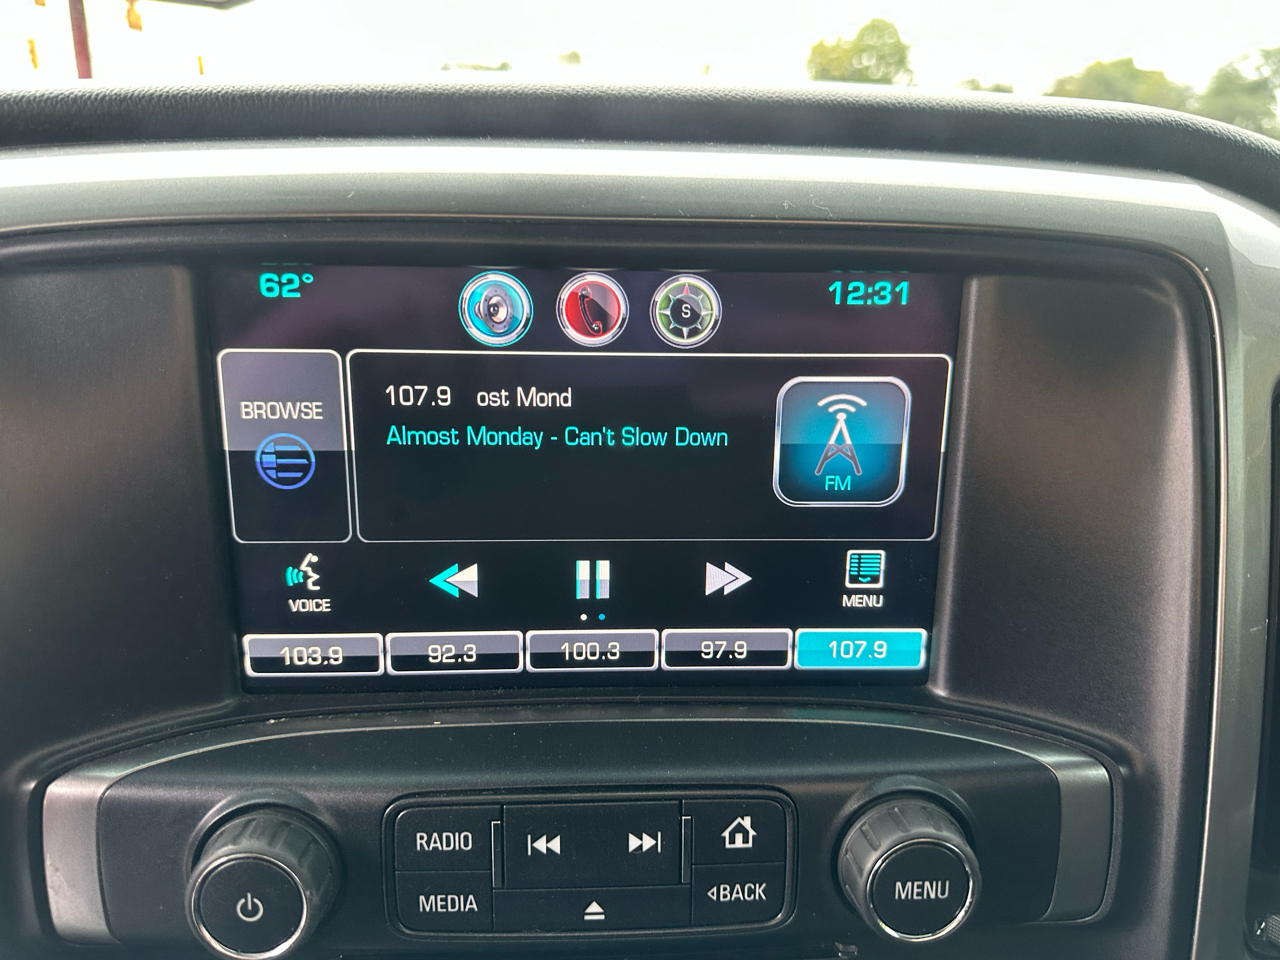 62°
S
12:31
BROWSE
107.9 ost Mond
Almost Monday - Can't Slow Down
FM
VOICE
MENU
103.9
92.3
100.3
97.9
107.9
RADIO
MEDIA
BACK
MENU